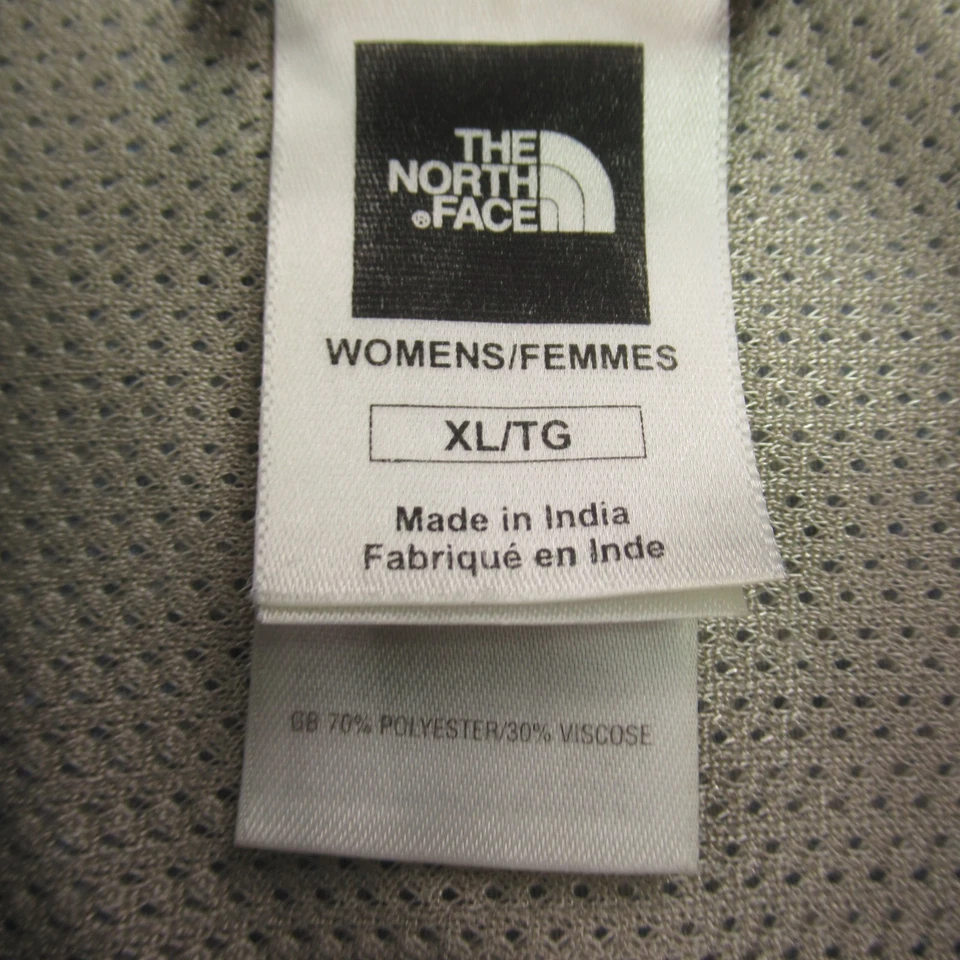 THE
NORTH
®FACE
WOMENS/FEMMES
XL/TG
Made in India
Fabriqué en Inde
GB 70% POLYESTER/30% VISCOSE